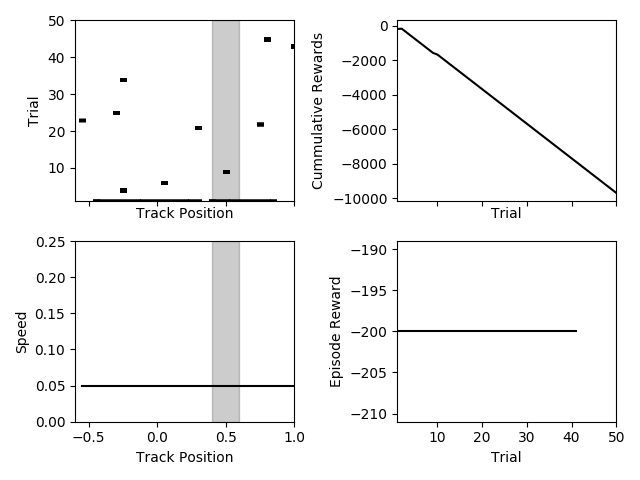 50
40
30
20
10
Trial
Track Position
0
−2000
−4000
−6000
−8000
−10000
Cummulative Rewards
Trial
0.25
0.20
0.15
0.10
0.05
0.00
Speed
−0.5 0.0 0.5 1.0
Track Position
−190
−195
−200
−205
−210
Episode Reward
10 20 30 40 50
Trial